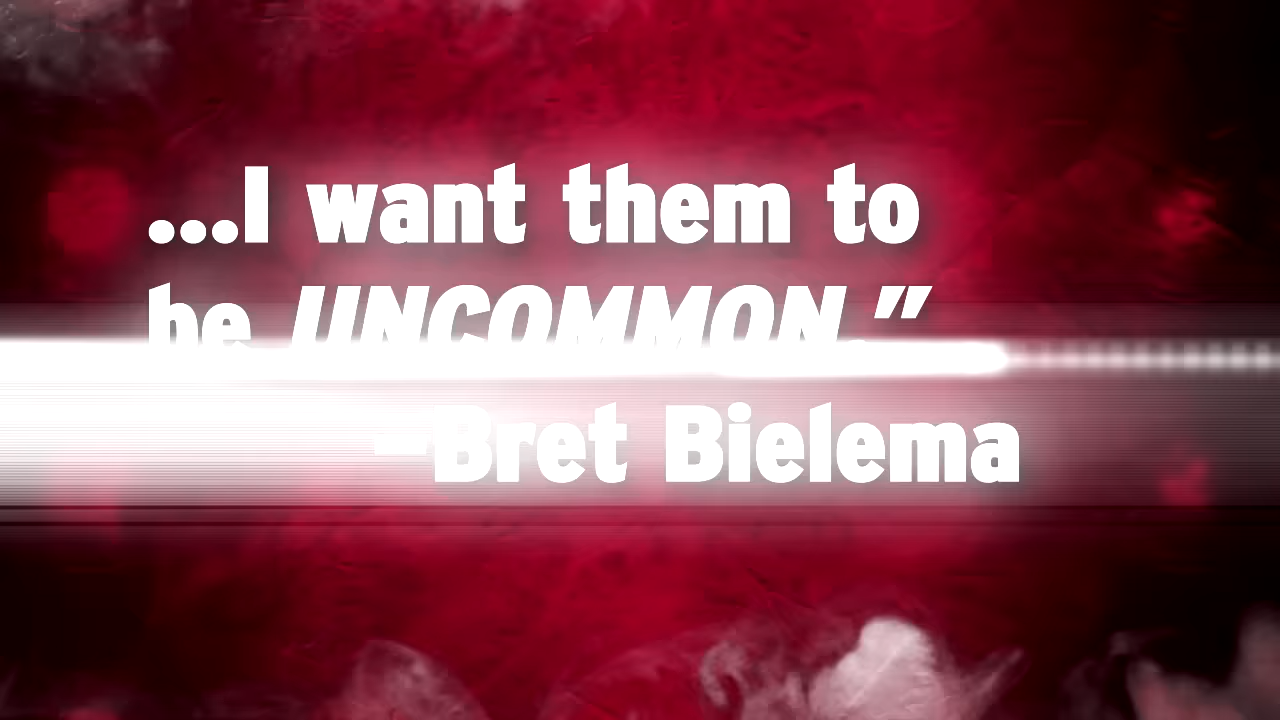 ...I want them to
be UNCOMMON.”
-Bret Bielema